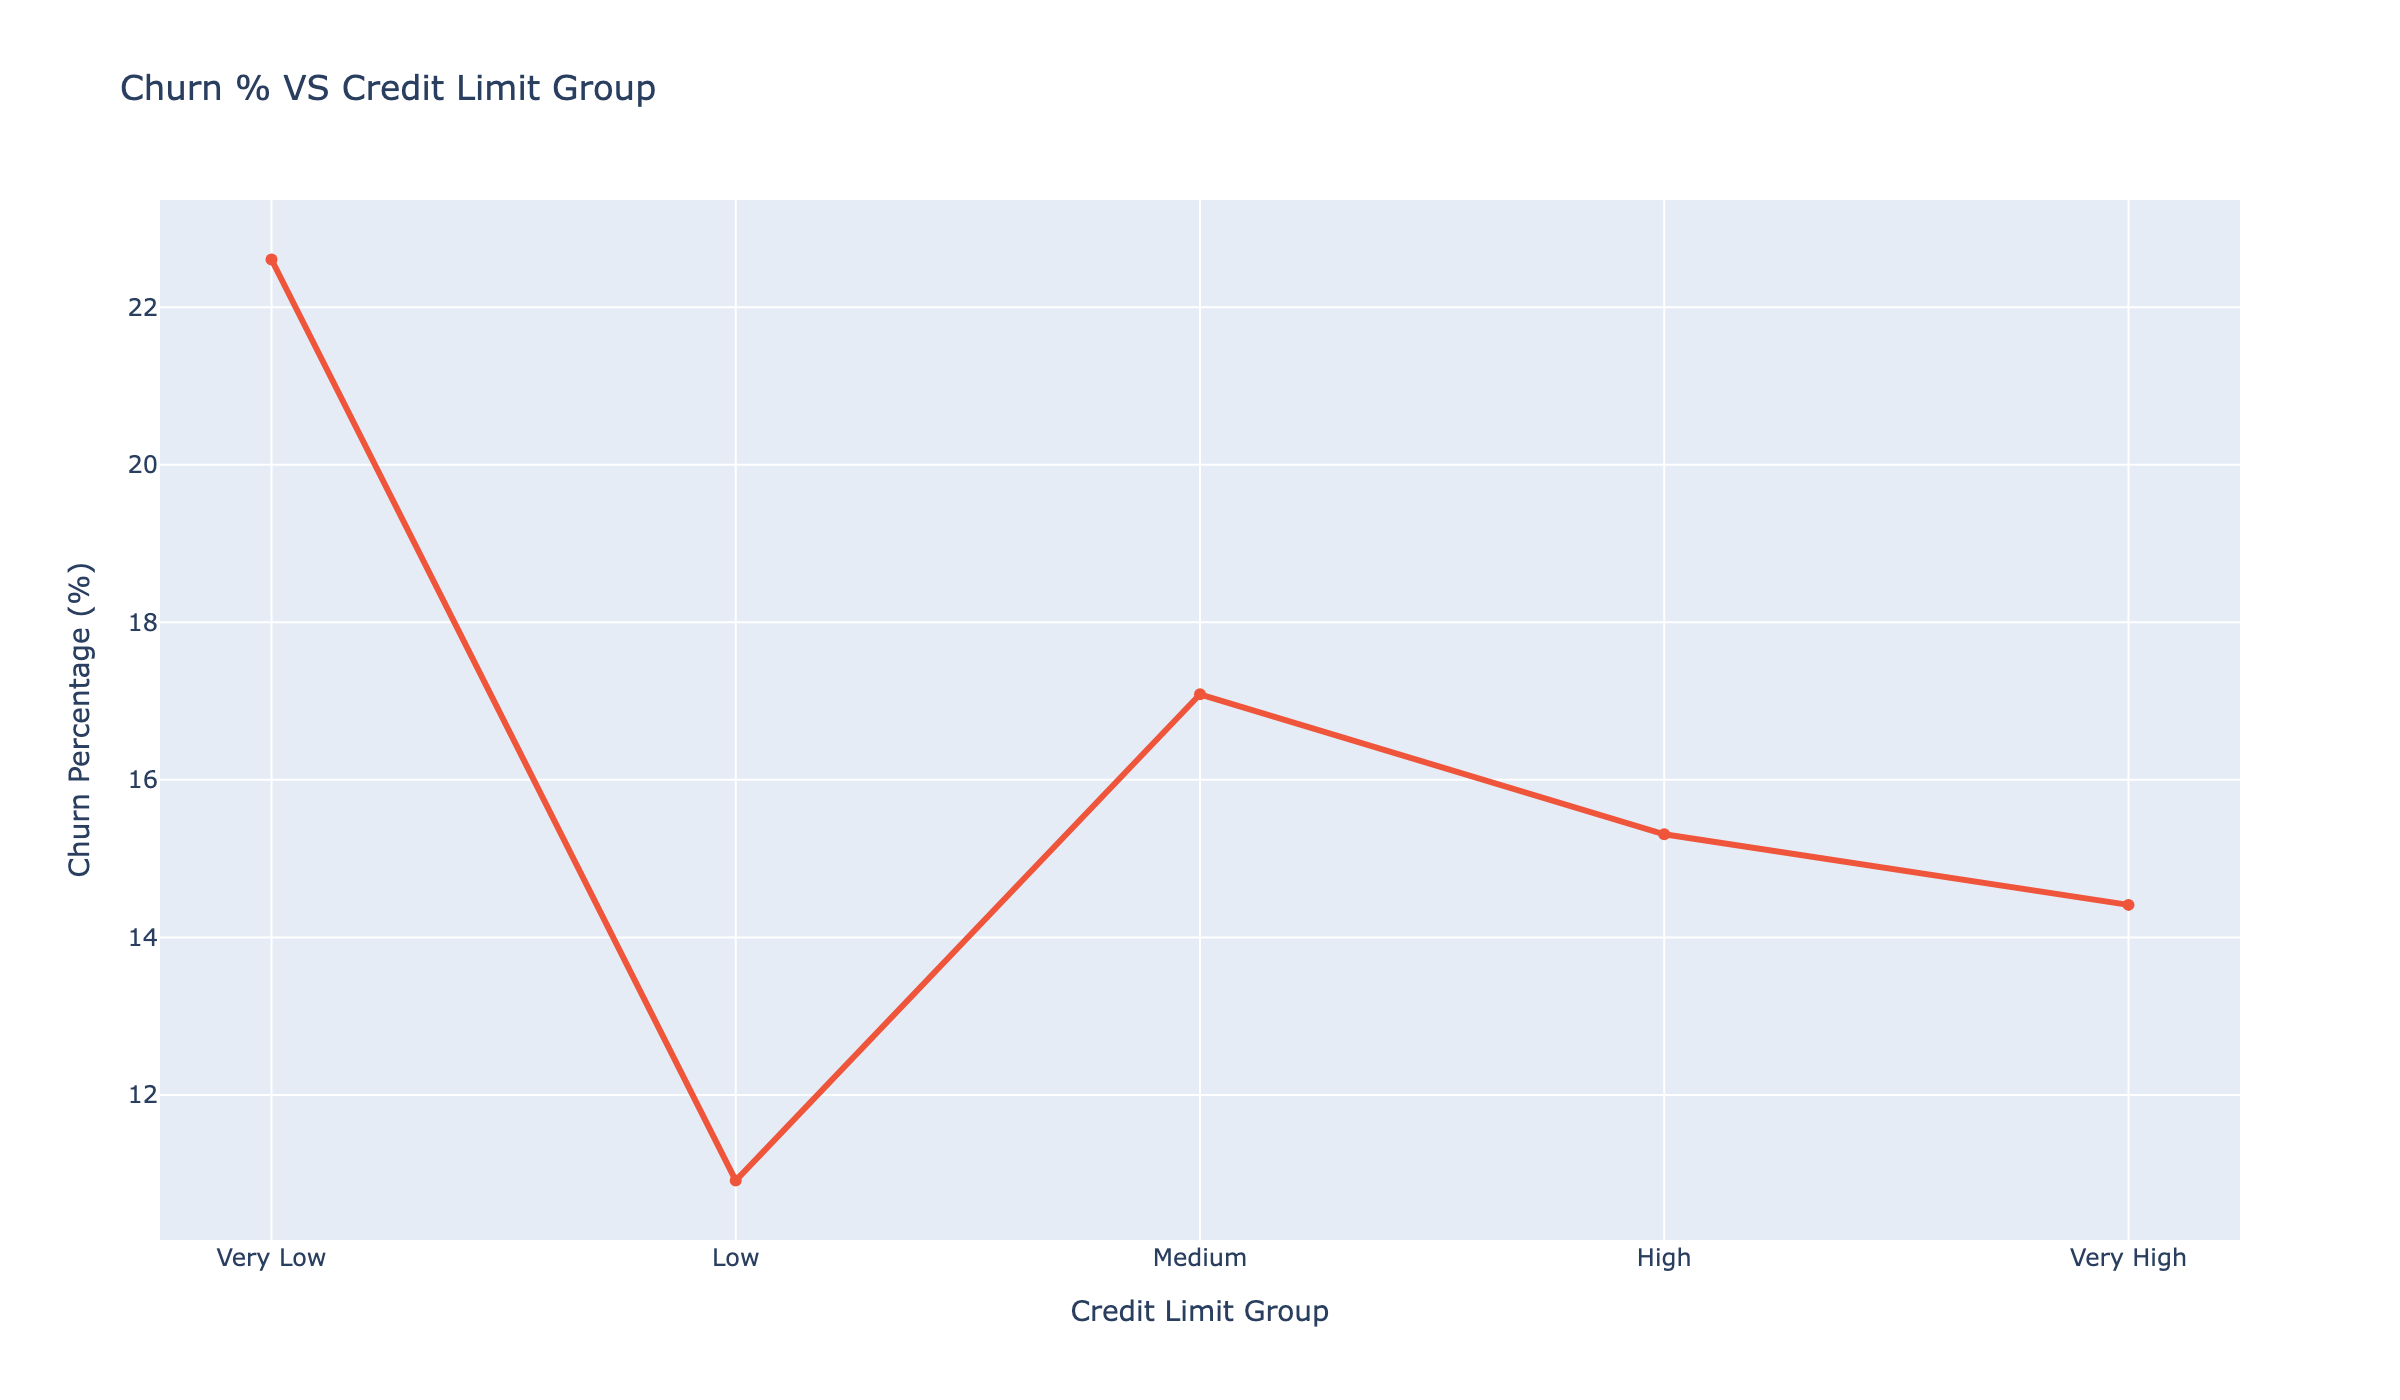 Churn % VS Credit Limit Group
Churn Percentage (%)
22
20
18
16
14
12
Very Low Low Medium High Very High
Credit Limit Group